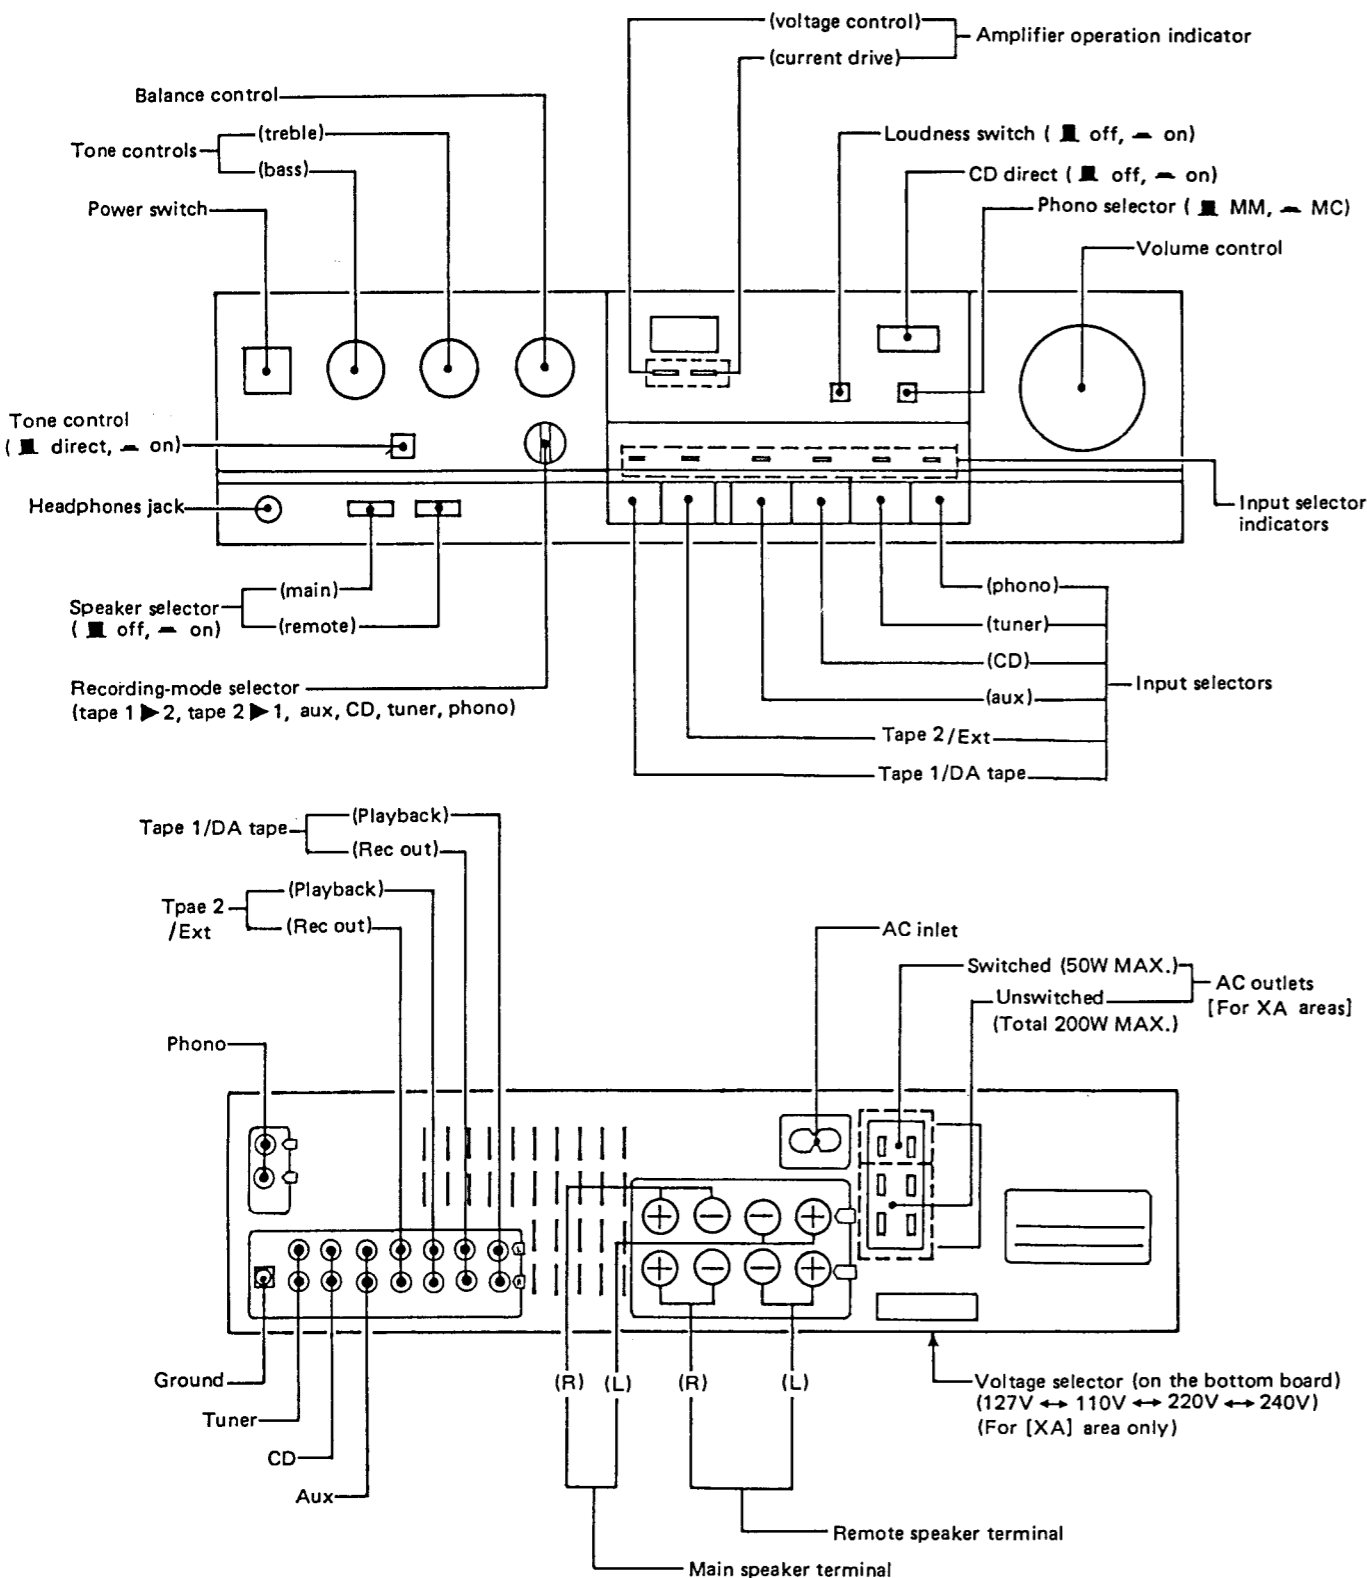 (voltage control)
Amplifier operation indicator
(current drive)
Balance control
Tone controls
(treble)
(bass)
Power switch
Loudness switch ( off, on)
CD direct ( off, on)
Phono selector ( MM, MC)
Volume control
Tone control
( direct, on)
Headphones jack
Input selector
indicators
Speaker selector
( off, on)
(main)
(remote)
Recording-mode selector
(tape 1 ▶ 2, tape 2 ▶ 1, aux, CD, tuner, phono)
(phono)
(tuner)
(CD)
(aux)
Tape 2/Ext
Tape 1/DA tape
Input selectors
Tape 1/DA tape
(Playback)
(Rec out)
Tpae 2
/Ext
(Playback)
(Rec out)
AC inlet
Switched (50W MAX.)
Unswitched
(Total 200W MAX.)
AC outlets
[For XA areas]
Phono
+ − − +
L
+ − − +
R
Ground
Tuner
CD
Aux
(R) (L) (R) (L)
Voltage selector (on the bottom board)
(127V ↔ 110V ↔ 220V ↔ 240V)
(For [XA] area only)
Remote speaker terminal
Main speaker terminal